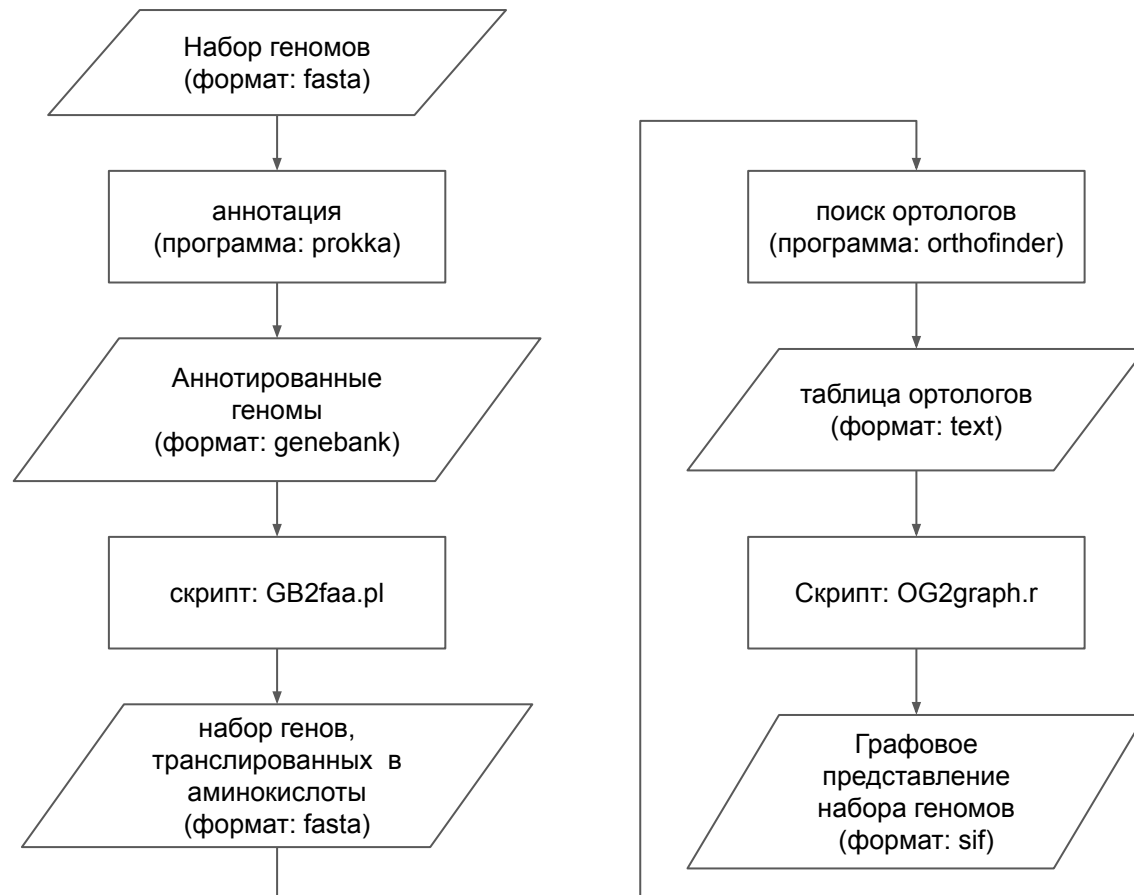 Набор геномов
(формат: fasta)
аннотация
(программа: prokka)
Аннотированные
геномы
(формат: genebank)
скрипт: GB2faa.pl
набор генов,
транслированных в
аминокислоты
(формат: fasta)
поиск ортологов
(программа: orthofinder)
таблица ортологов
(формат: text)
Скрипт: OG2graph.r
Графовое
представление
набора геномов
(формат: sif)